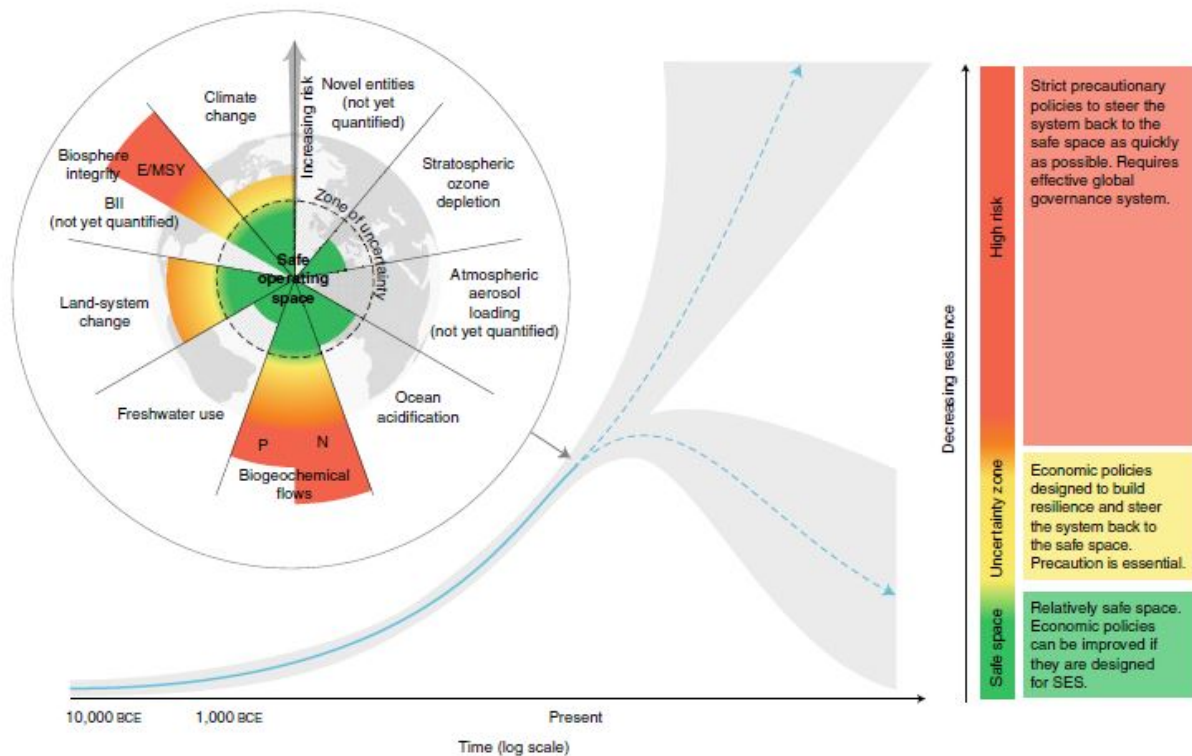 Climate
change
Increasing risk
Novel entities
(not yet
quantified)
Biosphere
integrity
E/MSY
BII
(not yet quantified)
Stratospheric
ozone
depletion
Zone of uncertainty
Safe
operating
space
Land-system
change
Atmospheric
aerosol
loading
(not yet quantified)
Freshwater use
Ocean
acidification
P
N
Biogeochemical
flows
10,000 BCE
1,000 BCE
Present
Time (log scale)
Decreasing resilience
High risk
Uncertainty zone
Safe space
Strict precautionary
policies to steer the
system back to the
safe space as quickly
as possible. Requires
effective global
governance system.
Economic policies
designed to build
resilience and steer
the system back to
the safe space.
Precaution is essential.
Relatively safe space.
Economic policies
can be improved if
they are designed
for SES.